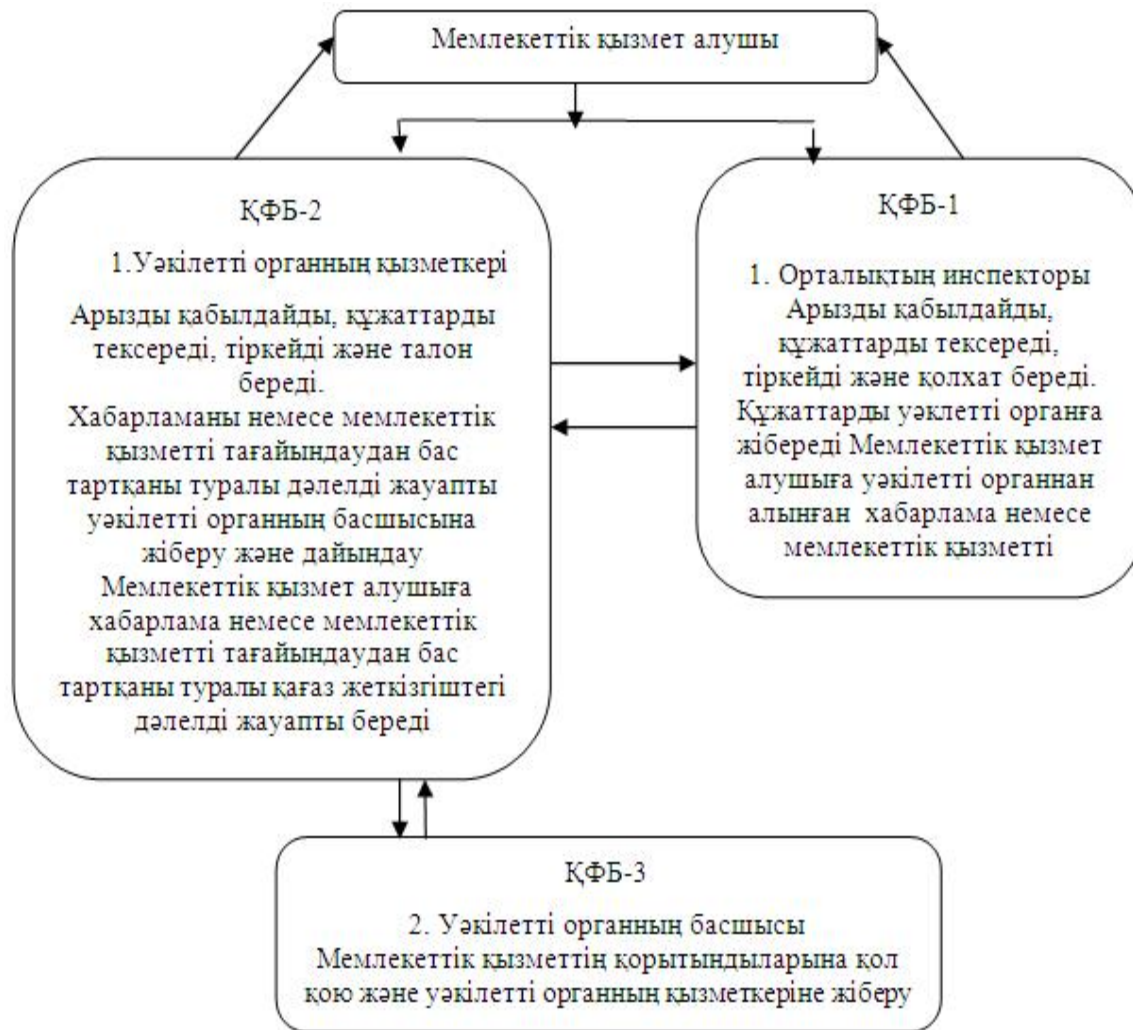 Мемлекеттік қызмет алушы
ҚФБ-2
1.Уәкілетті органның қызметкері
Арызды қабылдайды, құжаттарды
тексереді, тіркейді және талон
береді.
Хабарламаны немесе мемлекеттік
қызметті тағайындаудан бас
тартқаны туралы дәлелді жауапты
уәкілетті органның басшысына
жіберу және дайындау
Мемлекеттік қызмет алушыға
хабарлама немесе мемлекеттік
қызметті тағайындаудан бас
тартқаны туралы қағаз жеткізгіштегі
дәлелді жауапты береді
ҚФБ-1
1. Орталықтың инспекторы
Арызды қабылдайды,
құжаттарды тексереді,
тіркейді және қолхат береді.
Құжаттарды уәклетті органға
жібереді Мемлекеттік қызмет
алушыға уәкілетті органнан
алынған хабарлама немесе
мемлекеттік қызметті
ҚФБ-3
2. Уәкілетті органның басшысы
Мемлекеттік қызметтің қорытындыларына қол
қою және уәкілетті органның қызметкеріне жіберу